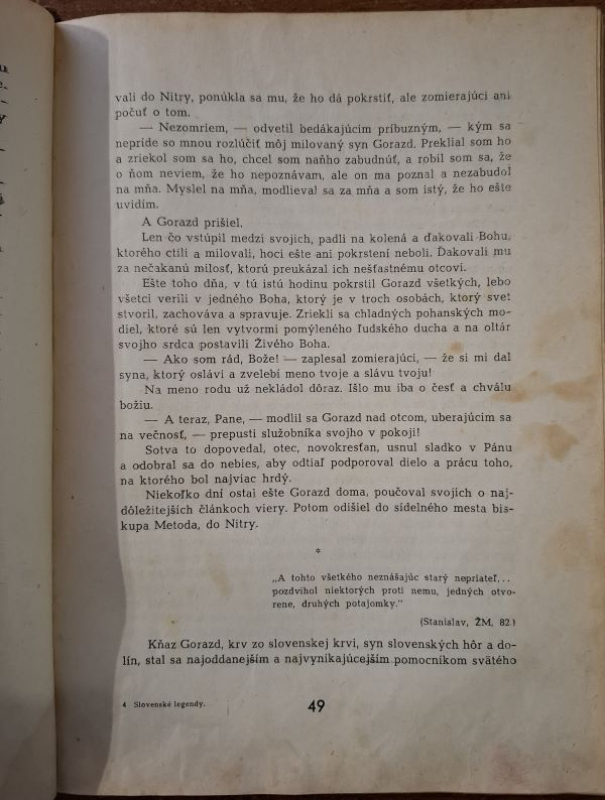 vali do Nitry, ponúkla sa mu, že ho dá pokrstiť, ale zomierajúci ani
počuť o tom.
— Nezomriem, — odvetil bedákajúcim príbuzným, — kým sa
nepríde so mnou rozlúčiť môj milovaný syn Gorazd. Preklial som ho
a zriekol som sa ho, chcel som naňho zabudnúť, a robil som sa, že
o ňom neviem, že ho nepoznávam, ale on ma poznal a nezabudol
na mňa. Myslel na mňa, modlieval sa za mňa a som istý, že ho ešte
uvidím.
A Gorazd prišiel.
Len čo vstúpil medzi svojich, padli na kolená a ďakovali Bohu,
ktorého ctili a milovali, hoci ešte ani pokrstení neboli. Ďakovali mu
za nečakanú milosť, ktorú preukázal ich nešťastnému otcovi.
Ešte toho dňa, v tú istú hodinu pokrstil Gorazd všetkých, lebo
všetci verili v jedného Boha, ktorý je v troch osobách, ktorý svet
stvoril, zachováva a spravuje. Zriekli sa chladných pohanských mo-
diel, ktoré sú len vytvormi pomýleného ľudského ducha a na oltár
svojho srdca postavili Živého Boha.
— Ako som rád, Bože! — zaplesal zomierajúci, — že si mi dal
syna, ktorý oslávi a zvelebí meno tvoje a slávu tvoju!
Na meno rodu už nekládol dôraz. Išlo mu iba o česť a chválu
božiu.
— A teraz, Pane, — modlil sa Gorazd nad otcom, uberajúcim sa
na večnosť, — prepusti služobníka svojho v pokoji!
Sotva to dopovedal, otec, novokresťan, usnul sladko v Pánu
a odobral sa do nebies, aby odtiaľ podporoval dielo a prácu toho,
na ktorého bol najviac hrdý.
Niekoľko dní ostal ešte Gorazd doma, poučoval svojich o naj-
dôležitejších článkoch viery. Potom odišiel do sídelného mesta bis-
kupa Metoda, do Nitry.
*
„A tohto všetkého neznášajúc starý nepriateľ...
pozdvihol niektorých proti nemu, jedných otvo-
rene, druhých potajomky."
(Stanislav, ŽM, 82.)
Kňaz Gorazd, krv zo slovenskej krvi, syn slovenských hôr a do-
lín, stal sa najoddanejším a najvynikajúcejším pomocníkom svätého
4 Slovenské legendy.
49